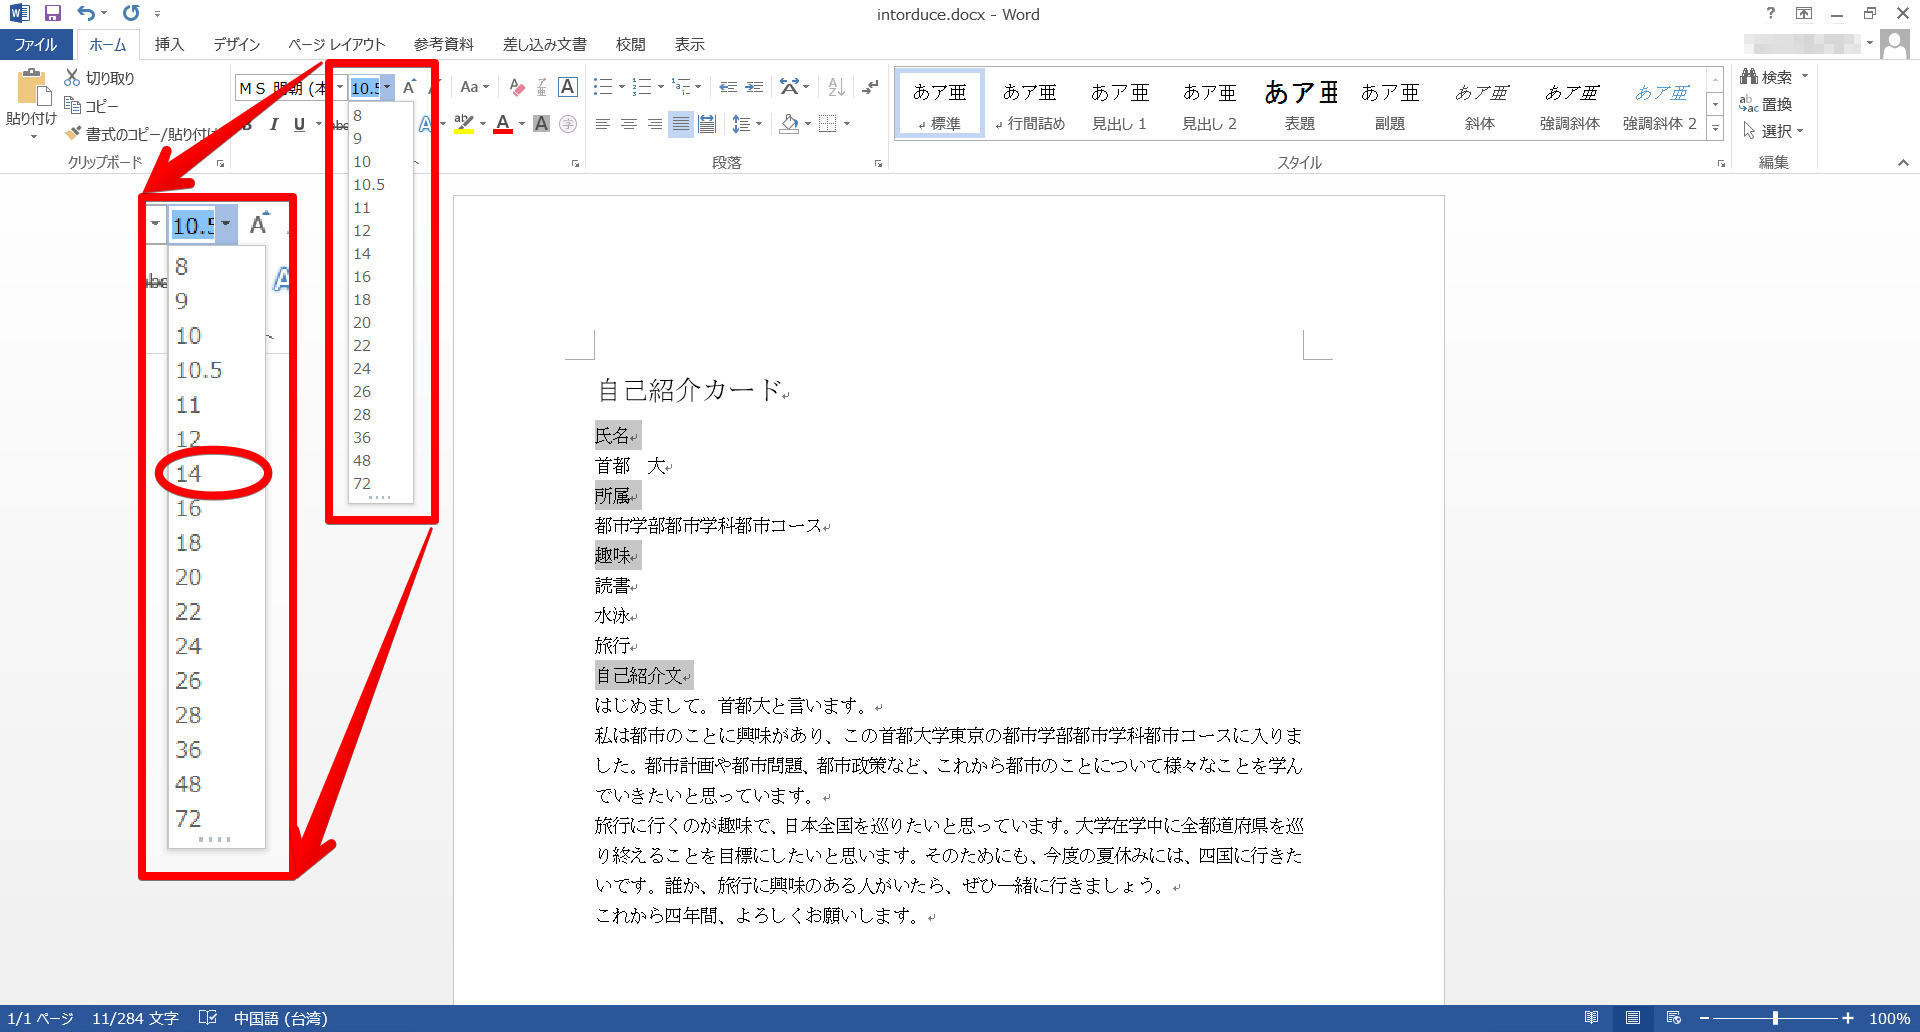 intorduce.docx - Word
ファイル ホーム 挿入 デザイン ページ レイアウト 参考資料 差し込み文書 校閲 表示
貼り付け
切り取り
コピー
書式のコピー/貼り付け
クリップボード
ＭＳ 明朝 (本
10.5
B I U abc
8
9
10
10.5
11
12
14
16
18
20
22
24
26
28
36
48
72
段落
あア亜 あア亜 あア亜 あア亜 あア亜 あア亜 あア亜 あア亜 あア亜
標準 行間詰め 見出し 1 見出し 2 表題 副題 斜体 強調斜体 強調斜体 2
スタイル
検索
置換
選択
編集
10.5
abc
8
9
10
10.5
11
12
14
16
18
20
22
24
26
28
36
48
72
自己紹介カード
氏名
首都　大
所属
都市学部都市学科都市コース
趣味
読書
水泳
旅行
自己紹介文
はじめまして。首都大と言います。
私は都市のことに興味があり、この首都大学東京の都市学部都市学科都市コースに入りま
した。都市計画や都市問題、都市政策など、これから都市のことについて様々なことを学ん
でいきたいと思っています。
旅行に行くのが趣味で、日本全国を巡りたいと思っています。大学在学中に全都道府県を巡
り終えることを目標にしたいと思います。そのためにも、今度の夏休みには、四国に行きた
いです。誰か、旅行に興味のある人がいたら、ぜひ一緒に行きましょう。
これから四年間、よろしくお願いします。
1/1 ページ 11/284 文字 中国語 (台湾) 100%